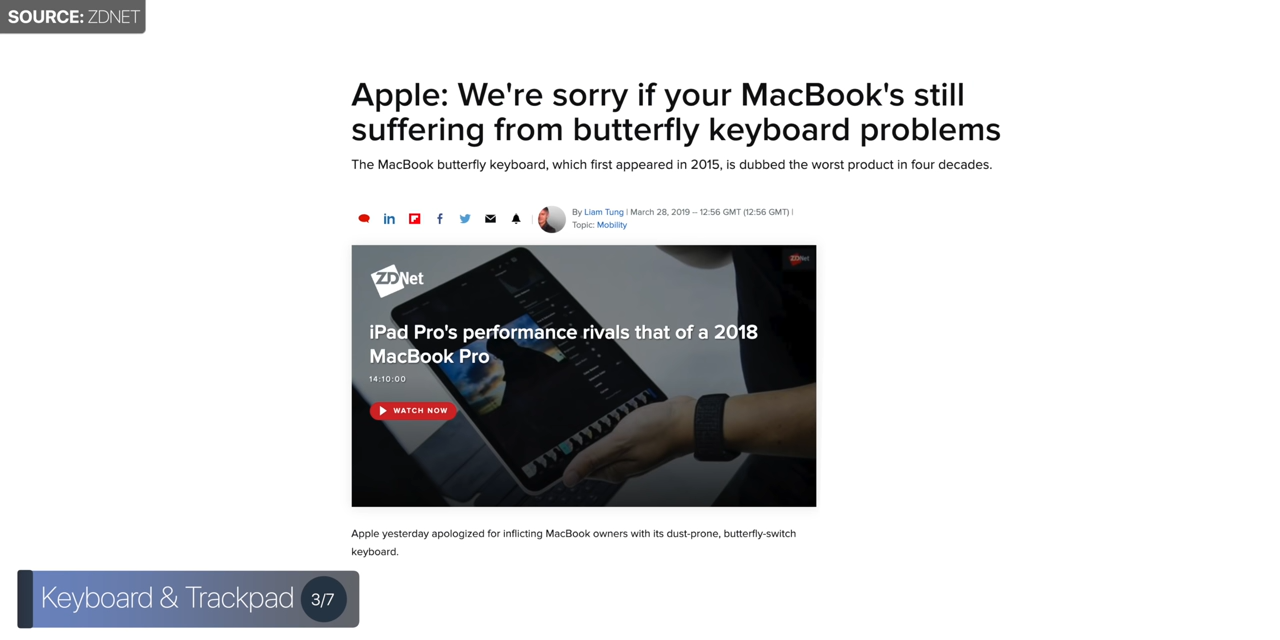 SOURCE: ZDNET
Apple: We're sorry if your MacBook's still
suffering from butterfly keyboard problems
The MacBook butterfly keyboard, which first appeared in 2015, is dubbed the worst product in four decades.
By Liam Tung | March 28, 2019 -- 12:56 GMT (12:56 GMT) |
Topic: Mobility
ZDNet
ZDNet
iPad Pro's performance rivals that of a 2018
MacBook Pro
14:10:00
WATCH NOW
Apple yesterday apologized for inflicting MacBook owners with its dust-prone, butterfly-switch
keyboard.
Keyboard & Trackpad 3/7